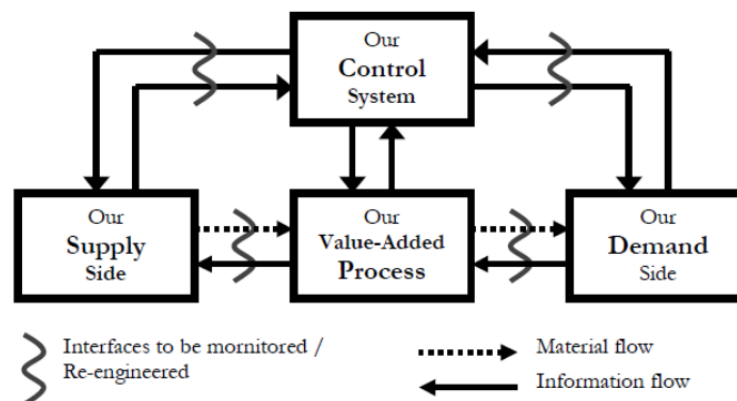 Our
Control
System
Our
Supply
Side
Our
Value-Added
Process
Our
Demand
Side
Interfaces to be mornitored /
Re-engineered
Material flow
Information flow